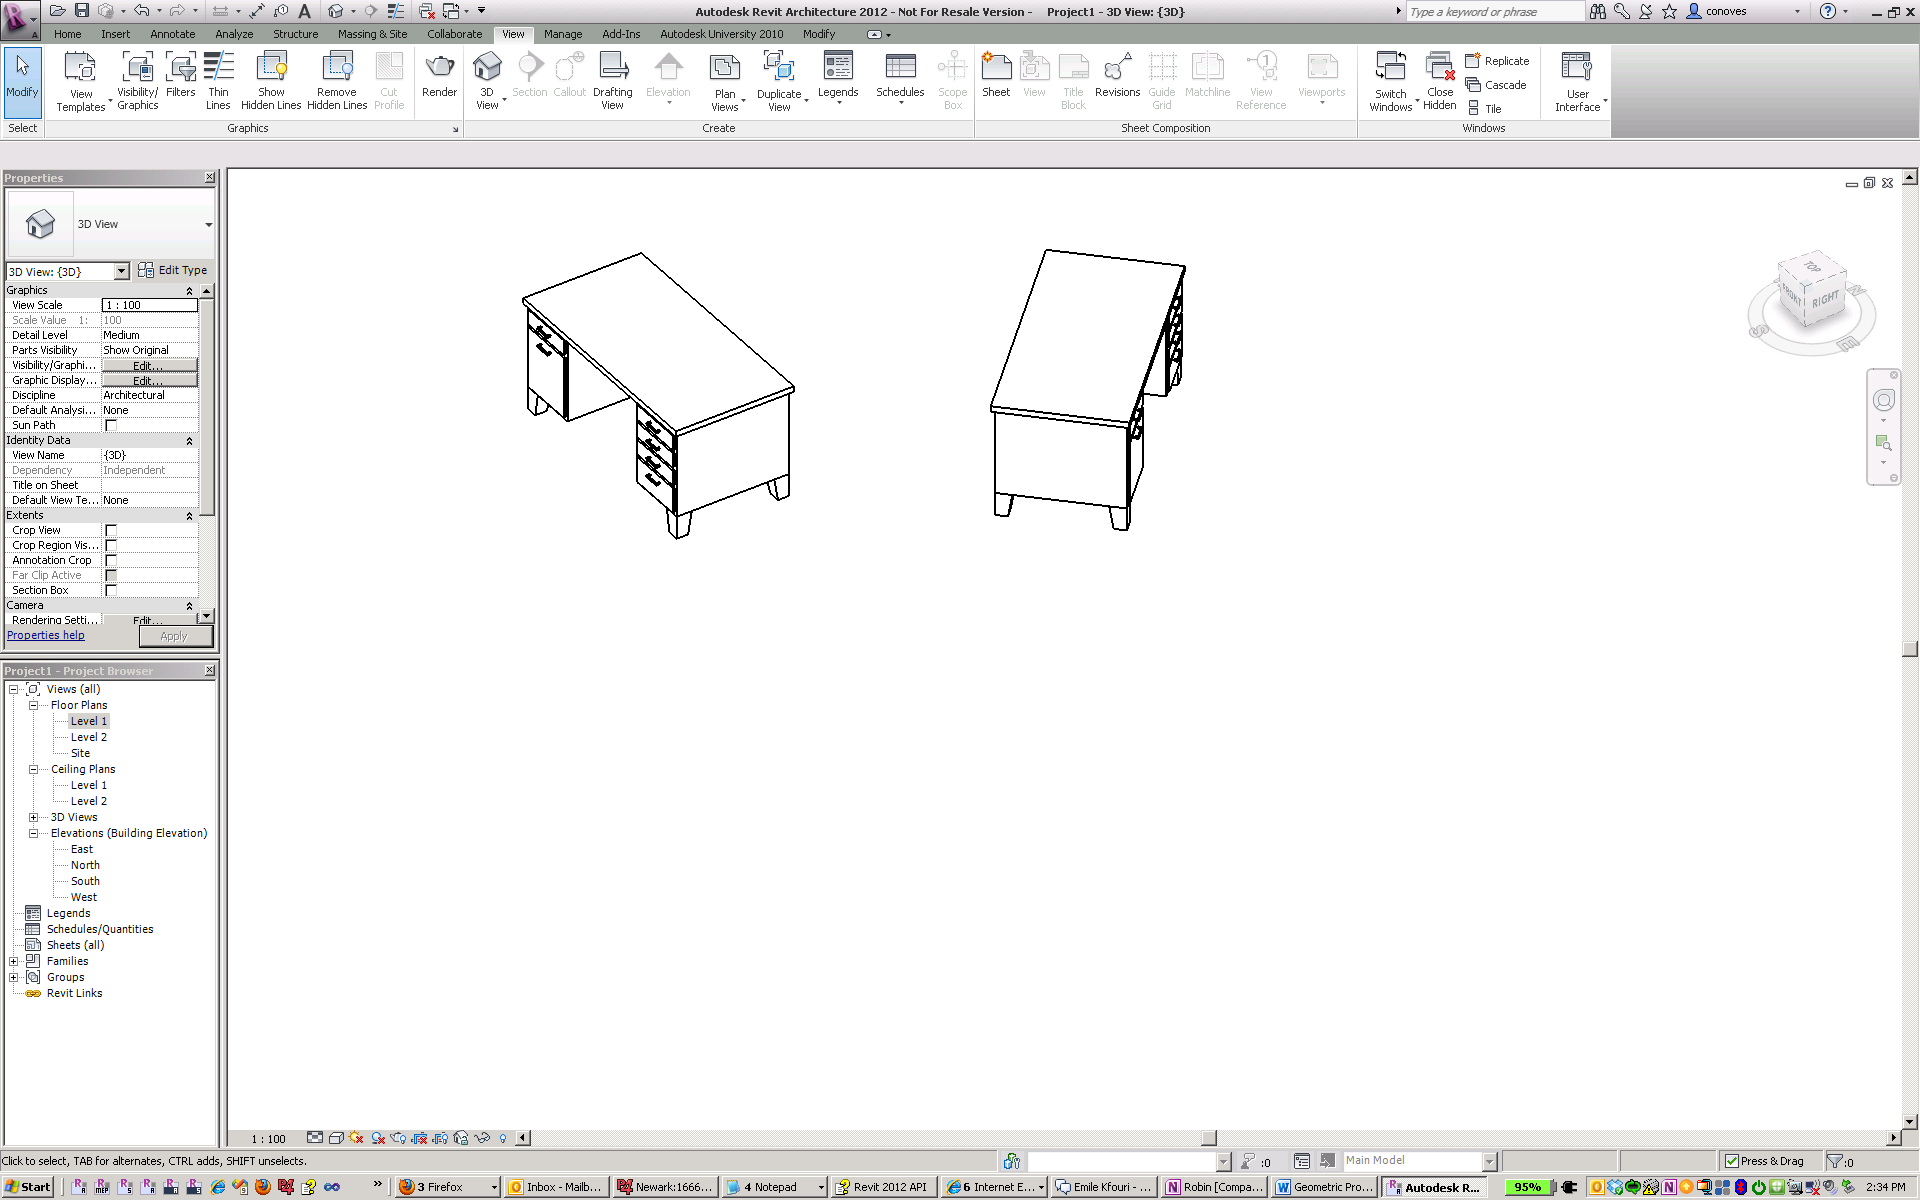 Autodesk Revit Architecture 2012 - Not For Resale Version -    Project1 - 3D View: {3D}
Type a keyword or phrase
conoves
Home Insert Annotate Analyze Structure Massing & Site Collaborate View Manage Add-Ins Autodesk University 2010 Modify
Modify
View Templates
Visibility/ Graphics
Filters
Thin Lines
Show Hidden Lines
Remove Hidden Lines
Cut Profile
Render
3D View
Section
Callout
Drafting View
Elevation
Plan Views
Duplicate View
Legends
Schedules
Scope Box
Sheet
View
Title Block
Revisions
Guide Grid
Matchline
View Reference
Viewports
Switch Windows
Close Hidden
Replicate
Cascade
Tile
User Interface
Select Graphics Create Sheet Composition Windows
Properties
3D View
3D View: {3D} Edit Type
Graphics
View Scale 1 : 100
Scale Value 1: 100
Detail Level Medium
Parts Visibility Show Original
Visibility/Graphi... Edit...
Graphic Display... Edit...
Discipline Architectural
Default Analysi... None
Sun Path
Identity Data
View Name {3D}
Dependency Independent
Title on Sheet
Default View Te... None
Extents
Crop View
Crop Region Vis...
Annotation Crop
Far Clip Active
Section Box
Camera
Rendering Setti... Edit...
Properties help Apply
TOP
FRONT RIGHT
S
E
Project1 - Project Browser
Views (all)
Floor Plans
Level 1
Level 2
Site
Ceiling Plans
Level 1
Level 2
3D Views
Elevations (Building Elevation)
East
North
South
West
Legends
Schedules/Quantities
Sheets (all)
Families
Groups
Revit Links
1 : 100
Click to select, TAB for alternates, CTRL adds, SHIFT unselects.
:0
Main Model
Press & Drag
:0
Start
3 Firefox
Inbox - Mailb...
Newark:1666...
4 Notepad
Revit 2012 API
6 Internet E...
Emile Kfouri - ...
Robin [Compa...
Geometric Pro...
Autodesk R...
95%
2:34 PM